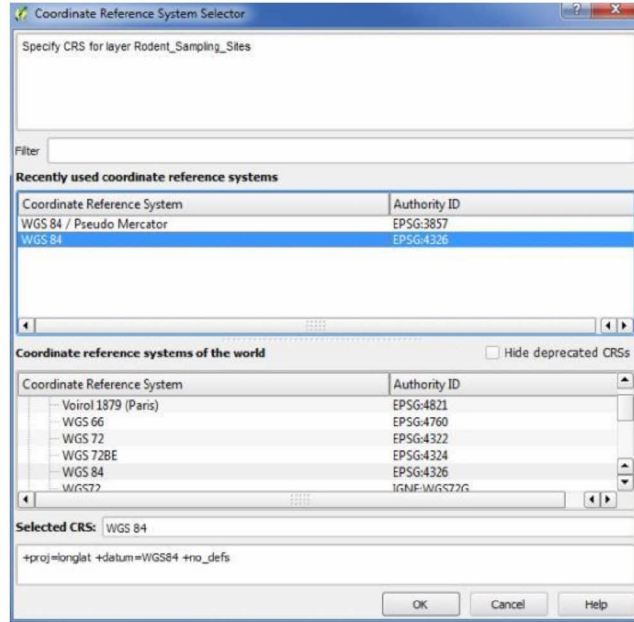 Coordinate Reference System Selector
Specify CRS for layer Rodent_Sampling_Sites
Filter
Recently used coordinate reference systems
Coordinate Reference System Authority ID
WGS 84 / Pseudo Mercator EPSG:3857
WGS 84 EPSG:4326
Coordinate reference systems of the world Hide deprecated CRSs
Coordinate Reference System Authority ID
Voirol 1879 (Paris) EPSG:4821
WGS 66 EPSG:4760
WGS 72 EPSG:4322
WGS 72BE EPSG:4324
WGS 84 EPSG:4326
WGS72 IGNF:WGS72G
Selected CRS: WGS 84
+proj=longlat +datum=WGS84 +no_defs
OK Cancel Help